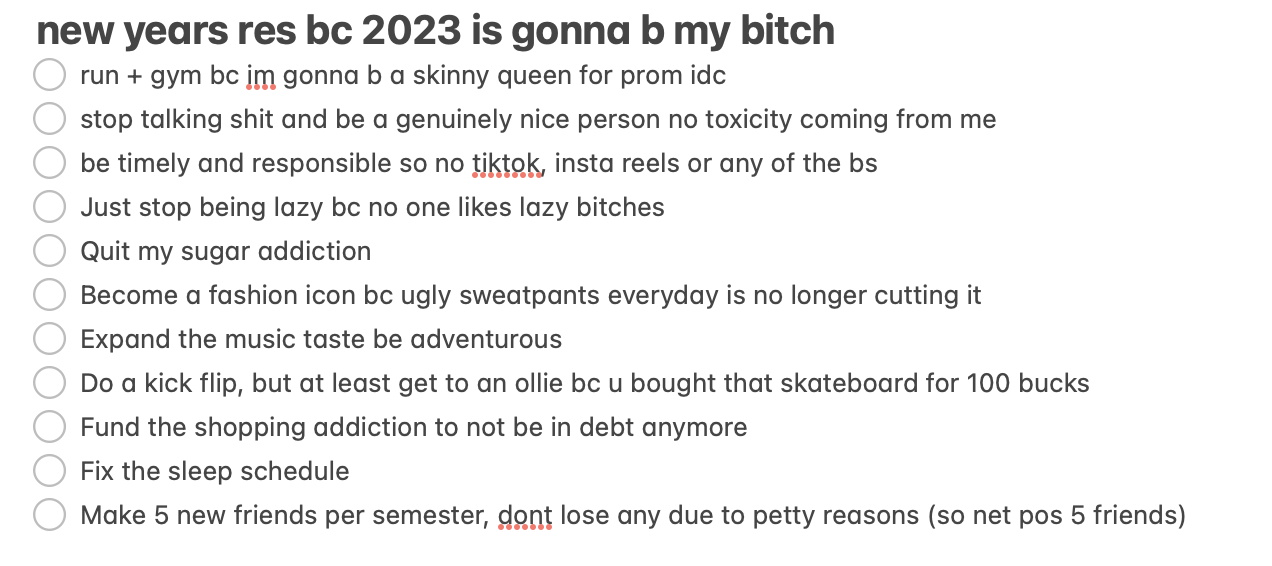 new years res bc 2023 is gonna b my bitch
run + gym bc im gonna b a skinny queen for prom idc
stop talking shit and be a genuinely nice person no toxicity coming from me
be timely and responsible so no tiktok, insta reels or any of the bs
Just stop being lazy bc no one likes lazy bitches
Quit my sugar addiction
Become a fashion icon bc ugly sweatpants everyday is no longer cutting it
Expand the music taste be adventurous
Do a kick flip, but at least get to an ollie bc u bought that skateboard for 100 bucks
Fund the shopping addiction to not be in debt anymore
Fix the sleep schedule
Make 5 new friends per semester, dont lose any due to petty reasons (so net pos 5 friends)